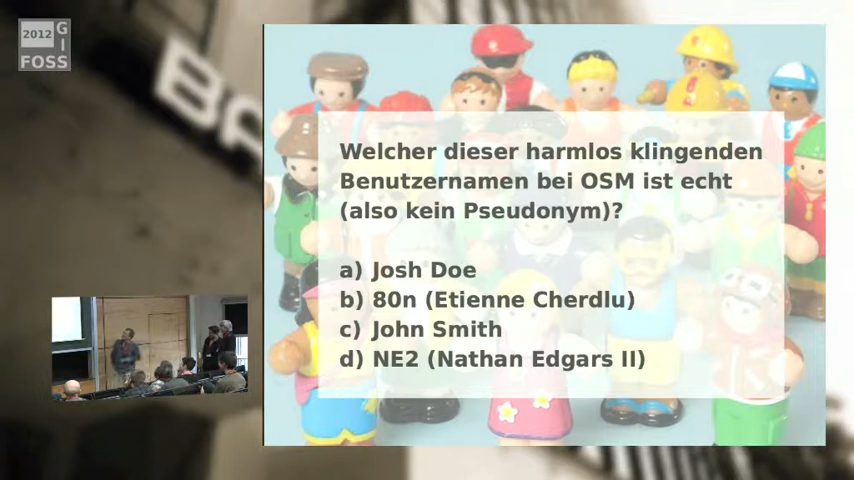 2012 G
I
FOSS
BA
Welcher dieser harmlos klingenden
Benutzernamen bei OSM ist echt
(also kein Pseudonym)?
a) Josh Doe
b) 80n (Etienne Cherdlu)
c) John Smith
d) NE2 (Nathan Edgars II)